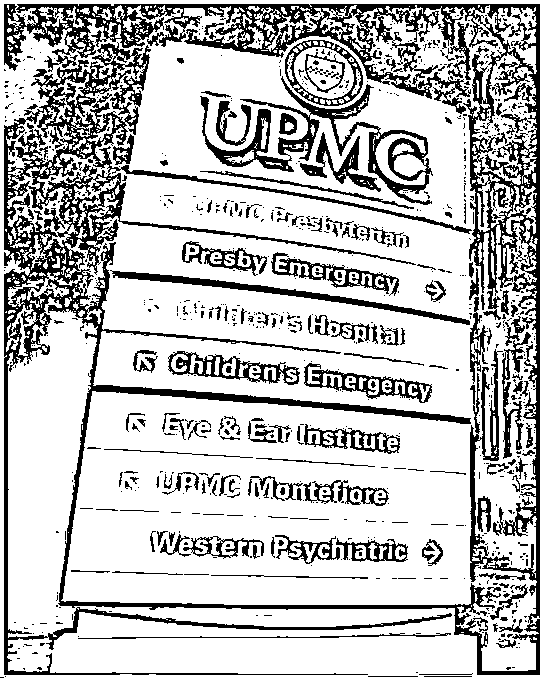 UPMC
UPMC Presbyterian
Presby Emergency
Children's Hospital
Children's Emergency
Eye & Ear Institute
UPMC Montefiore
Western Psychiatric